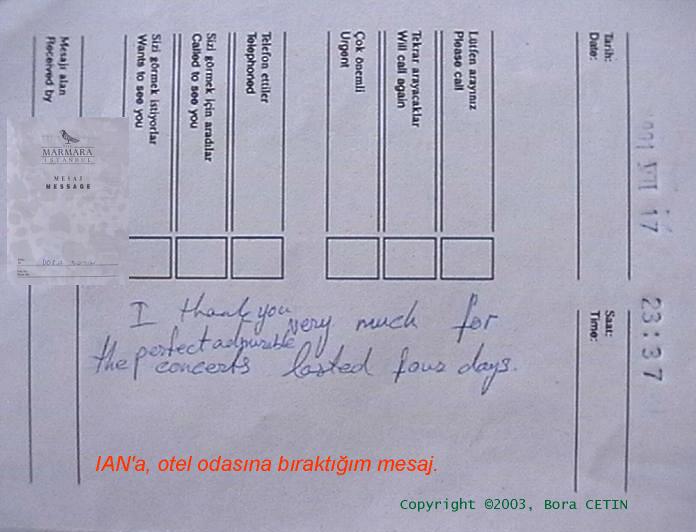 Tarih:
Date:
1991 VII 17
Saat:
Time:
23:37
Lütfen arayınız
Please call
Tekrar arayacaklar
Will call again
Çok önemli
Urgent
Telefon ettiler
Telephoned
Sizi görmek için aradılar
Called to see you
Sizi görmek istiyorlar
Wants to see you
Mesajı alan
Received by
MARMARA
İSTANBUL
MESAJ
MESSAGE
I thank you very much for
the perfect adpurable concerts lasted four days.
IAN'a, otel odasına bıraktığım mesaj.
Copyright ©2003, Bora CETIN